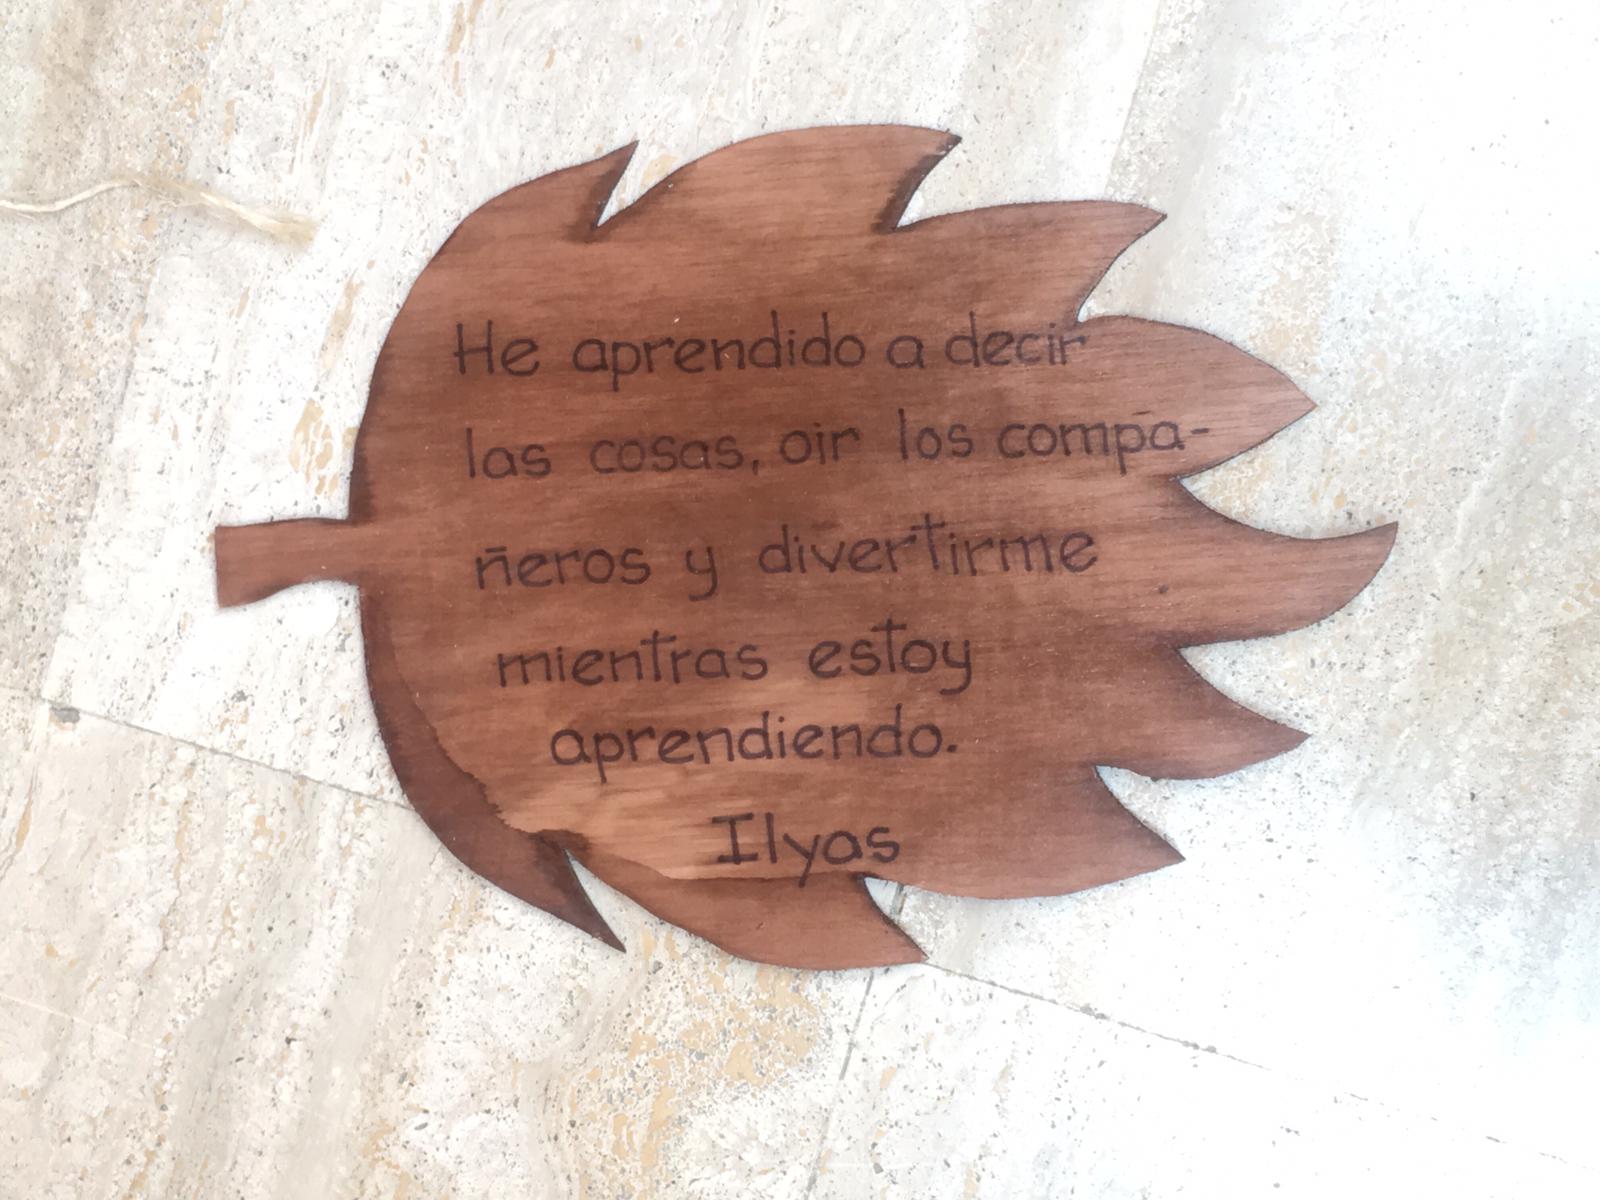 He aprendido a decir
las cosas, oir los compa-
ñeros y divertirme
mientras estoy
aprendiendo.
Ilyas